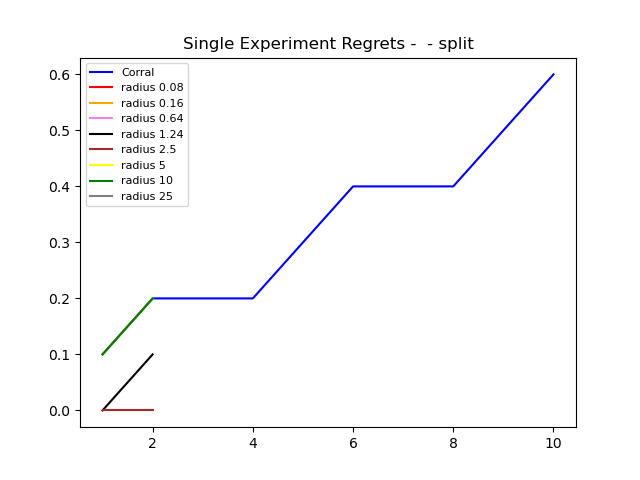 Single Experiment Regrets -  - split
Corral
radius 0.08
radius 0.16
radius 0.64
radius 1.24
radius 2.5
radius 5
radius 10
radius 25
0.6
0.5
0.4
0.3
0.2
0.1
0.0
2 4 6 8 10